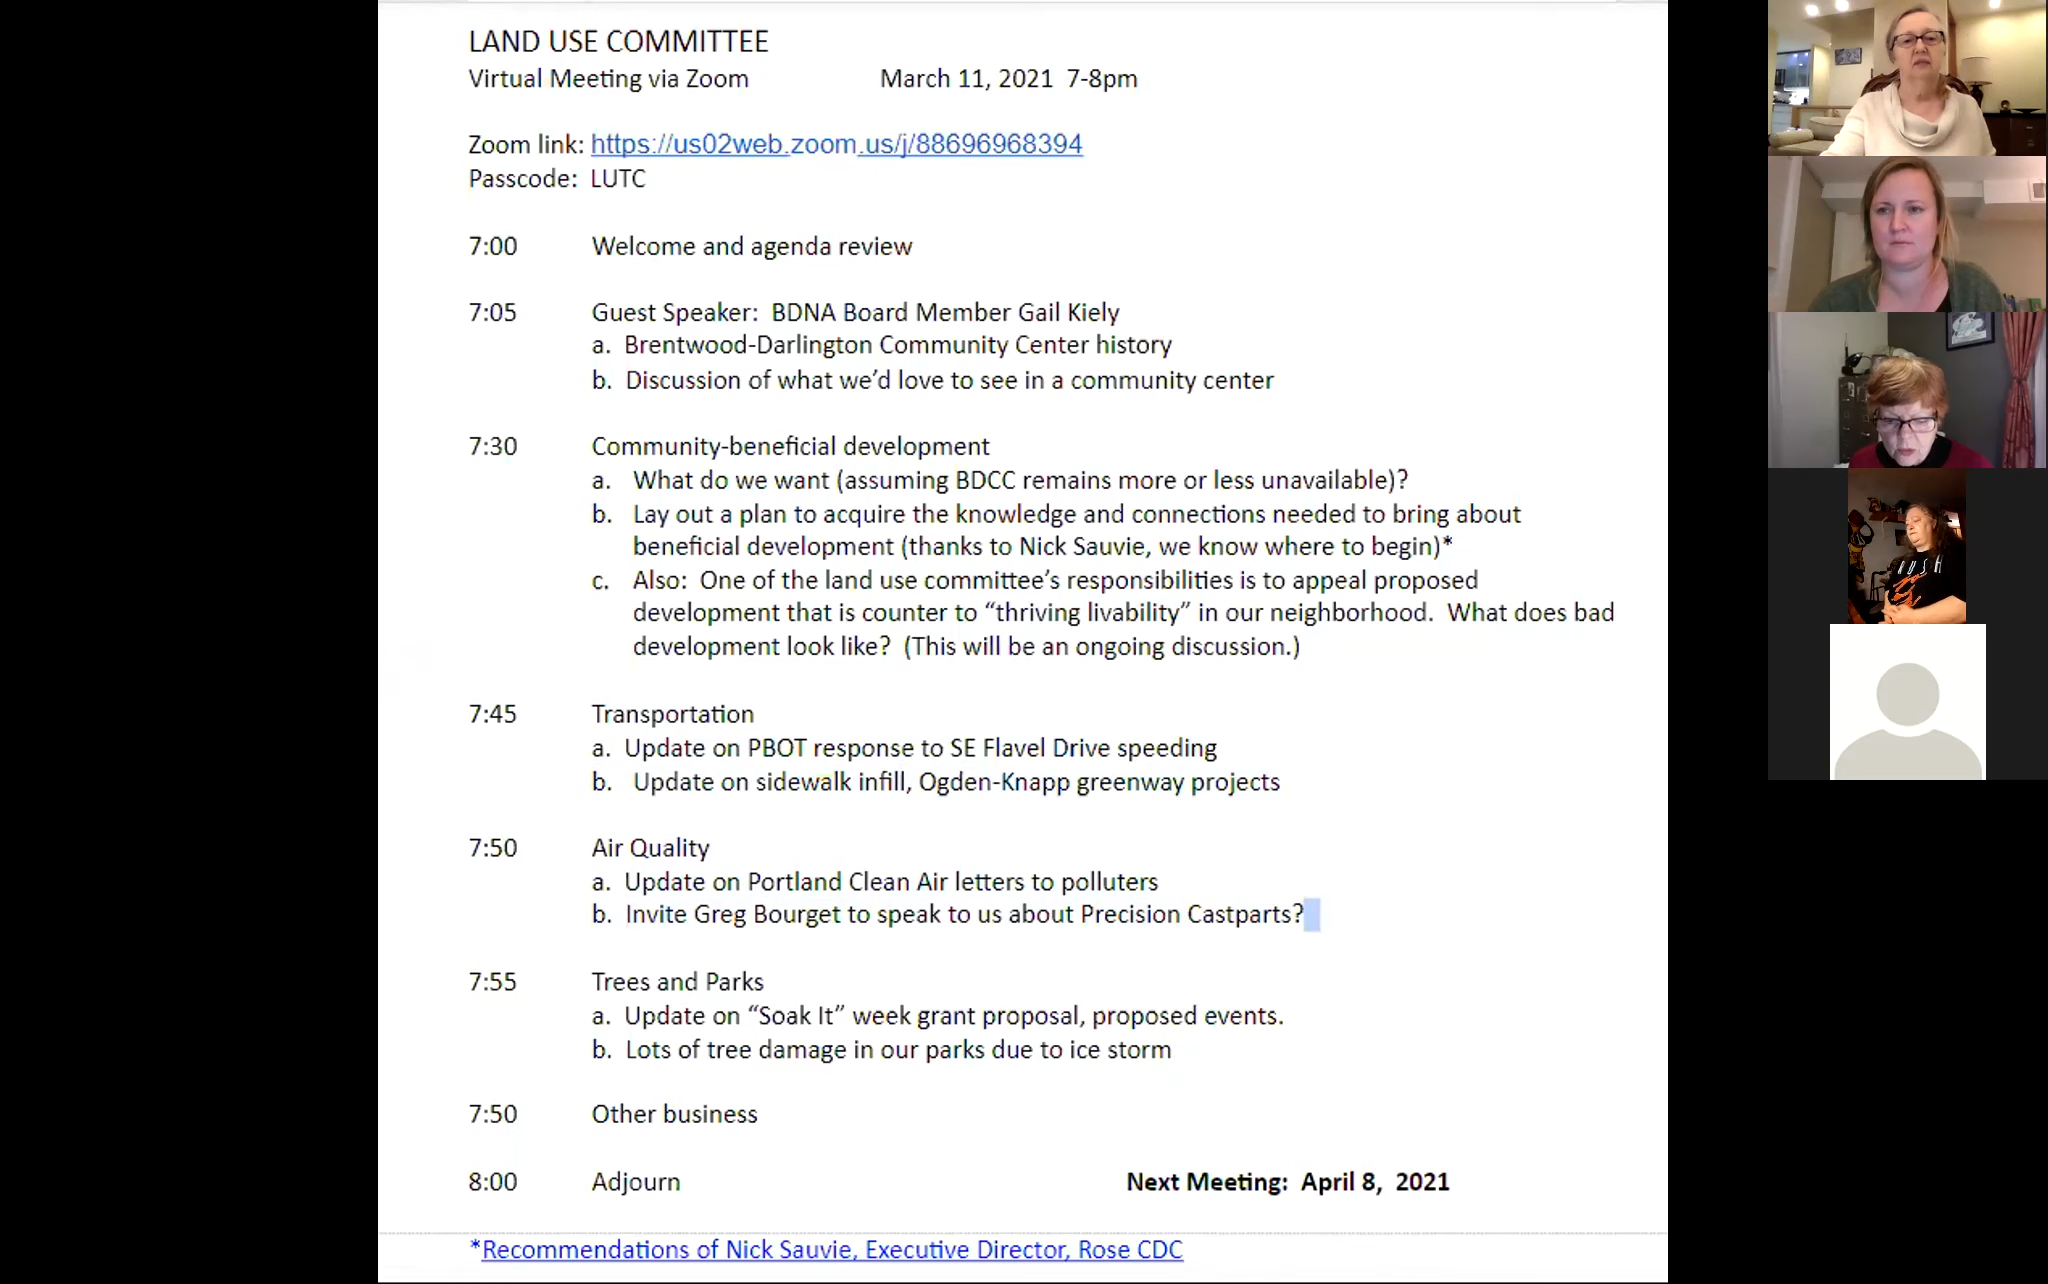 LAND USE COMMITTEE
Virtual Meeting via Zoom March 11, 2021 7-8pm
Zoom link: https://us02web.zoom.us/j/88696968394
Passcode: LUTC
7:00 Welcome and agenda review
7:05 Guest Speaker: BDNA Board Member Gail Kiely
a. Brentwood-Darlington Community Center history
b. Discussion of what we’d love to see in a community center
7:30 Community-beneficial development
a. What do we want (assuming BDCC remains more or less unavailable)?
b. Lay out a plan to acquire the knowledge and connections needed to bring about
beneficial development (thanks to Nick Sauvie, we know where to begin)*
c. Also: One of the land use committee’s responsibilities is to appeal proposed
development that is counter to “thriving livability” in our neighborhood. What does bad
development look like? (This will be an ongoing discussion.)
7:45 Transportation
a. Update on PBOT response to SE Flavel Drive speeding
b. Update on sidewalk infill, Ogden-Knapp greenway projects
7:50 Air Quality
a. Update on Portland Clean Air letters to polluters
b. Invite Greg Bourget to speak to us about Precision Castparts?
7:55 Trees and Parks
a. Update on “Soak It” week grant proposal, proposed events.
b. Lots of tree damage in our parks due to ice storm
7:50 Other business
8:00 Adjourn Next Meeting: April 8, 2021
*Recommendations of Nick Sauvie, Executive Director, Rose CDC
RUSH